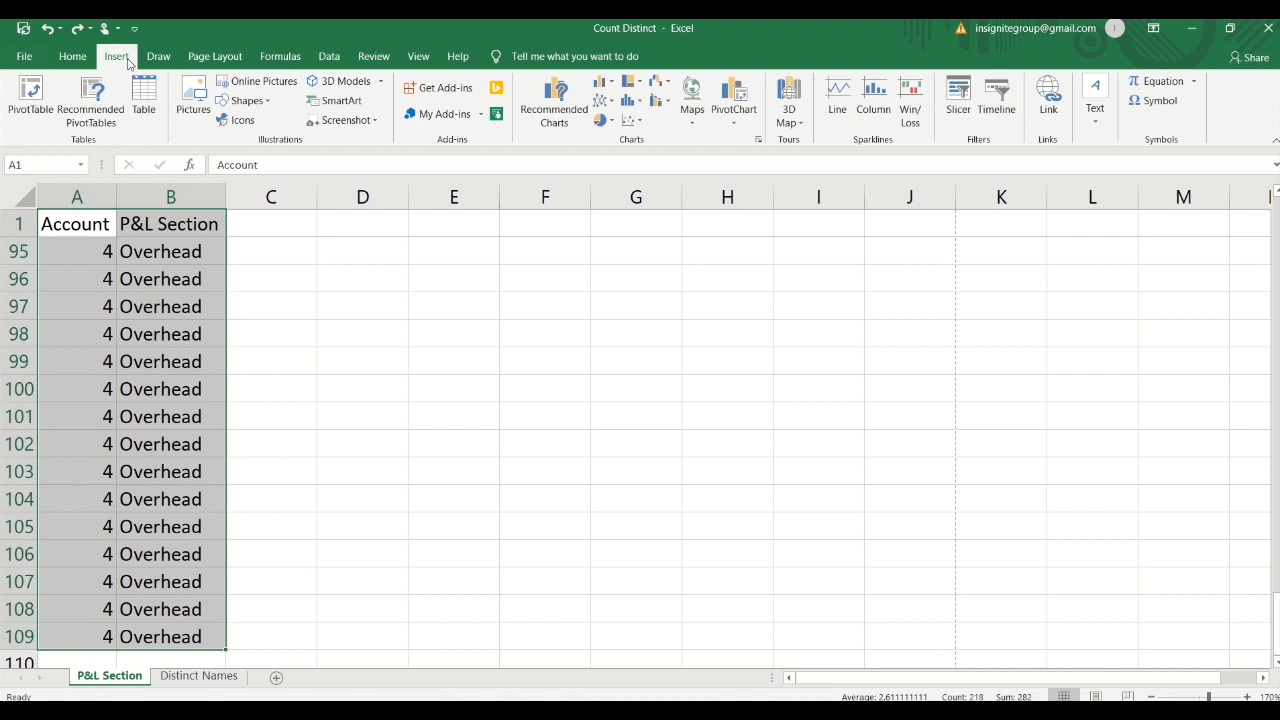 Count Distinct - Excel
insignitegroup@gmail.com
I
File Home Insert Draw Page Layout Formulas Data Review View Help Tell me what you want to do Share
PivotTable
Recommended PivotTables
Table
Tables
Pictures
Online Pictures
Shapes
Icons
3D Models
SmartArt
Screenshot
Illustrations
Get Add-ins
My Add-ins
Add-ins
Recommended Charts
Maps
PivotChart
Charts
3D Map
Tours
Line
Column
Win/Loss
Sparklines
Slicer
Timeline
Filters
Link
Links
A
Text
π Equation
Ω Symbol
Symbols
A1 fx Account
A B C D E F G H I J K L M
1 Account P&L Section
95 4 Overhead
96 4 Overhead
97 4 Overhead
98 4 Overhead
99 4 Overhead
100 4 Overhead
101 4 Overhead
102 4 Overhead
103 4 Overhead
104 4 Overhead
105 4 Overhead
106 4 Overhead
107 4 Overhead
108 4 Overhead
109 4 Overhead
110
P&L Section Distinct Names
Ready Average: 2.611111111 Count: 218 Sum: 282 170%